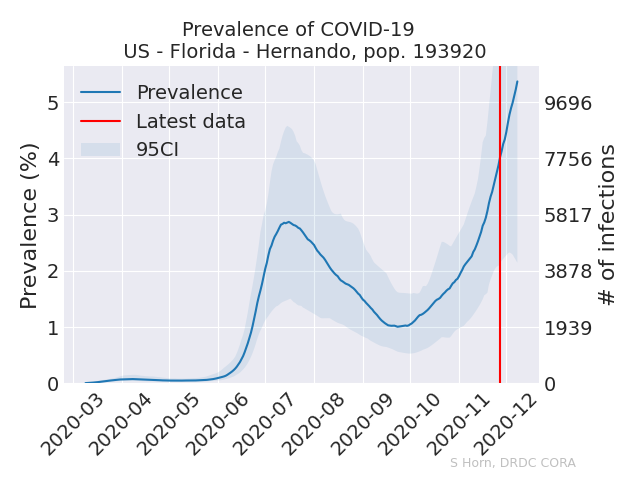 Prevalence of COVID-19
US - Florida - Hernando, pop. 193920
Prevalence
Latest data
95CI
Prevalence (%)
5
4
3
2
1
0
9696
7756
5817
3878
1939
0
# of infections
2020-03
2020-04
2020-05
2020-06
2020-07
2020-08
2020-09
2020-10
2020-11
2020-12
S Horn, DRDC CORA